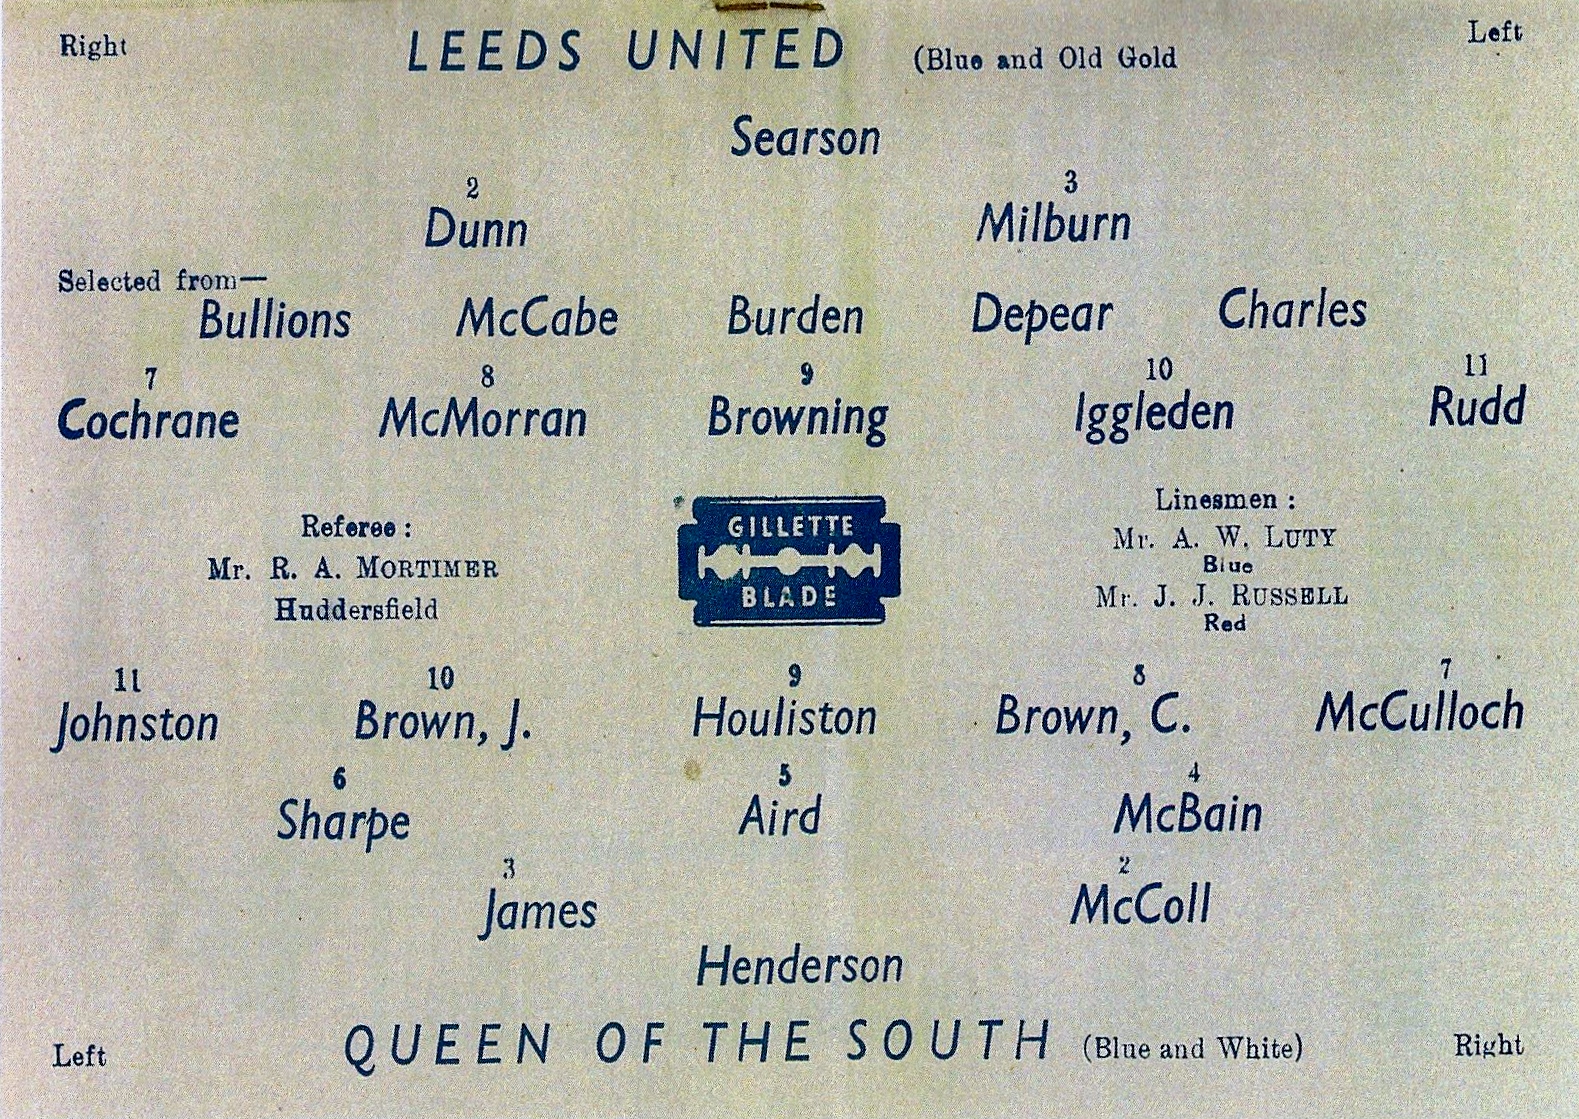 Right LEEDS UNITED (Blue and Old Gold Left
Searson
2 3
Dunn Milburn
Selected from—
Bullions McCabe Burden Depear Charles
7 8 9 10 11
Cochrane McMorran Browning Iggleden Rudd
Referee :
Mr. R. A. MORTIMER
Huddersfield
GILLETTE
BLADE
Linesmen :
Mr. A. W. LUTY
Blue
Mr. J. J. RUSSELL
Red
11 10 9 8 7
Johnston Brown, J. Houliston Brown, C. McCulloch
6 5 4
Sharpe Aird McBain
3 2
James McColl
Henderson
Left QUEEN OF THE SOUTH (Blue and White) Right